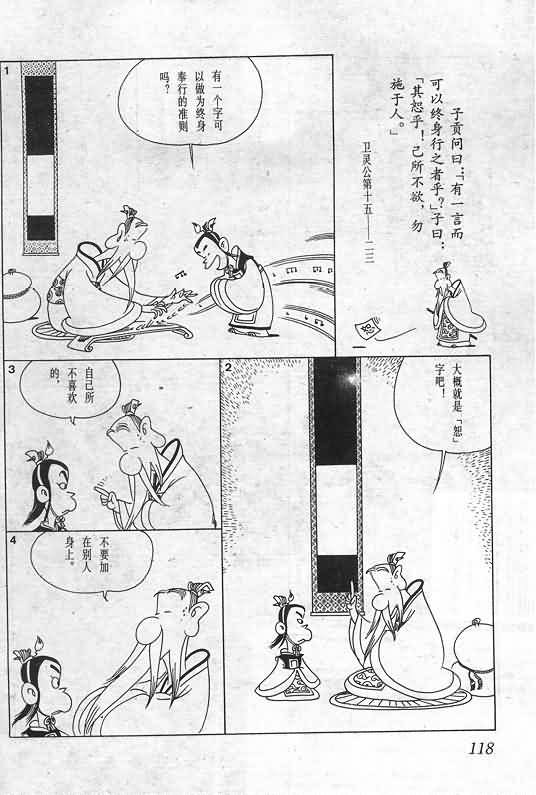 子贡问曰：「有一言而
可以终身行之者乎？」子曰：
「其恕乎！己所不欲，勿
施于人。」
卫灵公第十五——二三
1
有一个字可
以做为终身
奉行的准则
吗？
2
大概就是「恕」
字吧！
3
自己所
不喜欢
的，
4
不要加
在别人
身上。
118